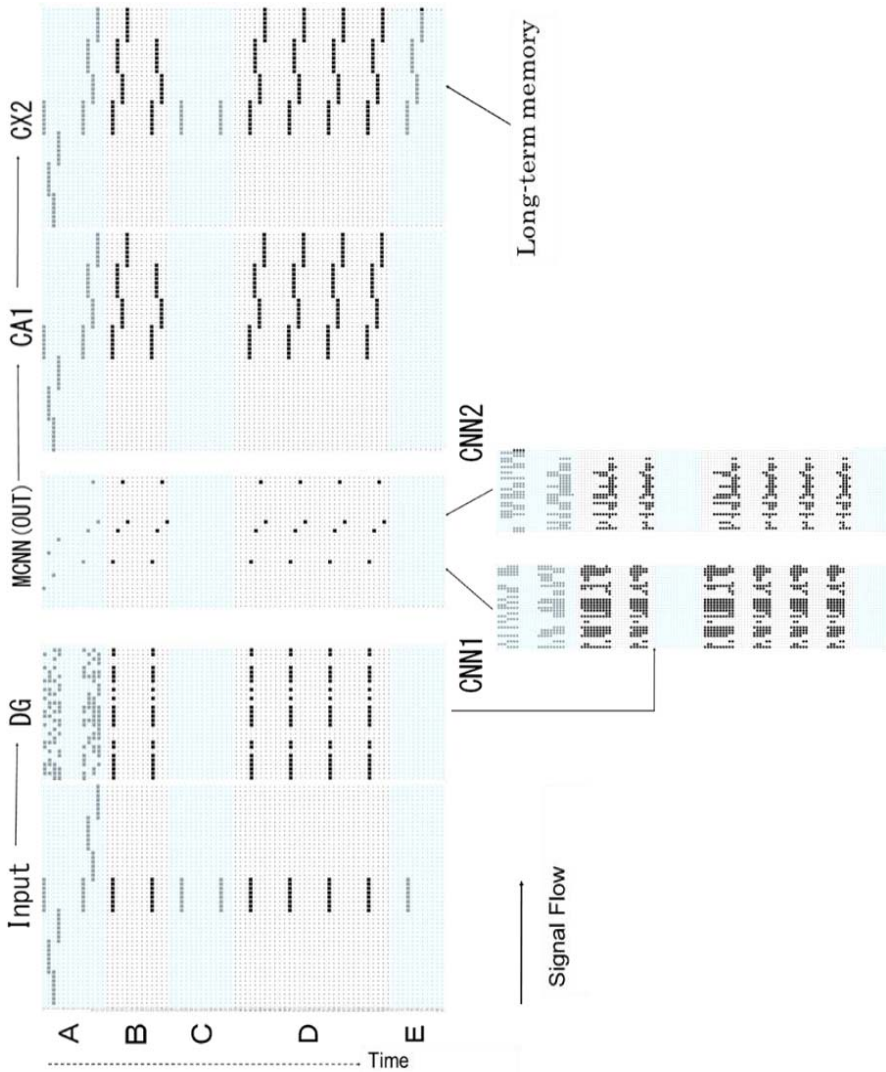 Input
DG
MCNN(OUT)
CA1
CX2
A
B
C
D
E
Time
Signal Flow
CNN1
CNN2
Long-term memory